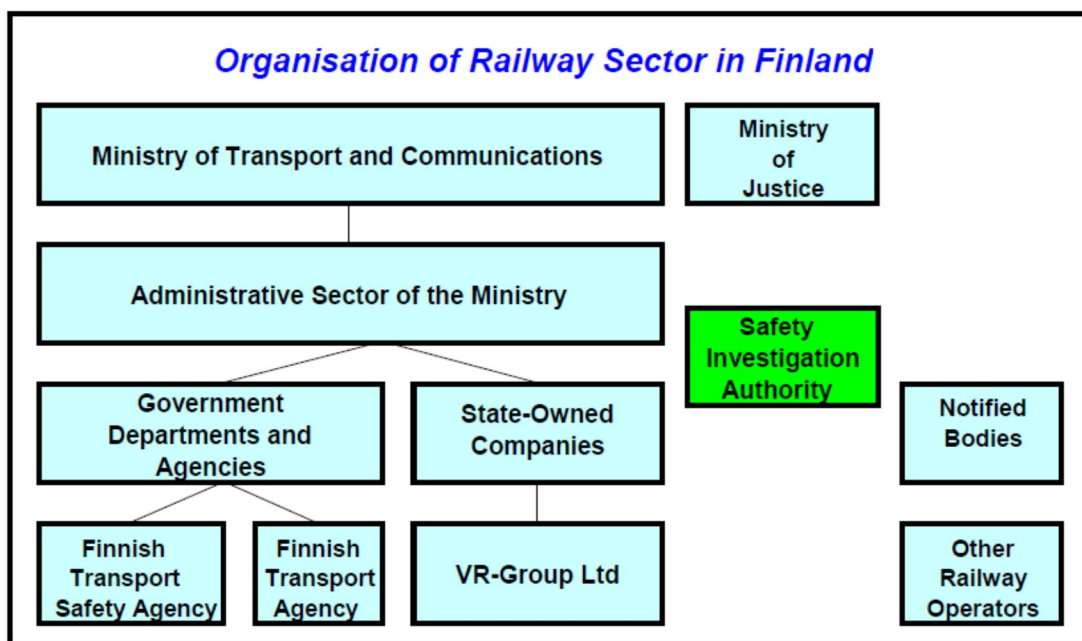 Organisation of Railway Sector in Finland
Ministry of Transport and Communications
Ministry
of
Justice
Administrative Sector of the Ministry
Safety
Investigation
Authority
Government
Departments and
Agencies
State-Owned
Companies
Notified
Bodies
Finnish
Transport
Safety Agency
Finnish
Transport
Agency
VR-Group Ltd
Other
Railway
Operators